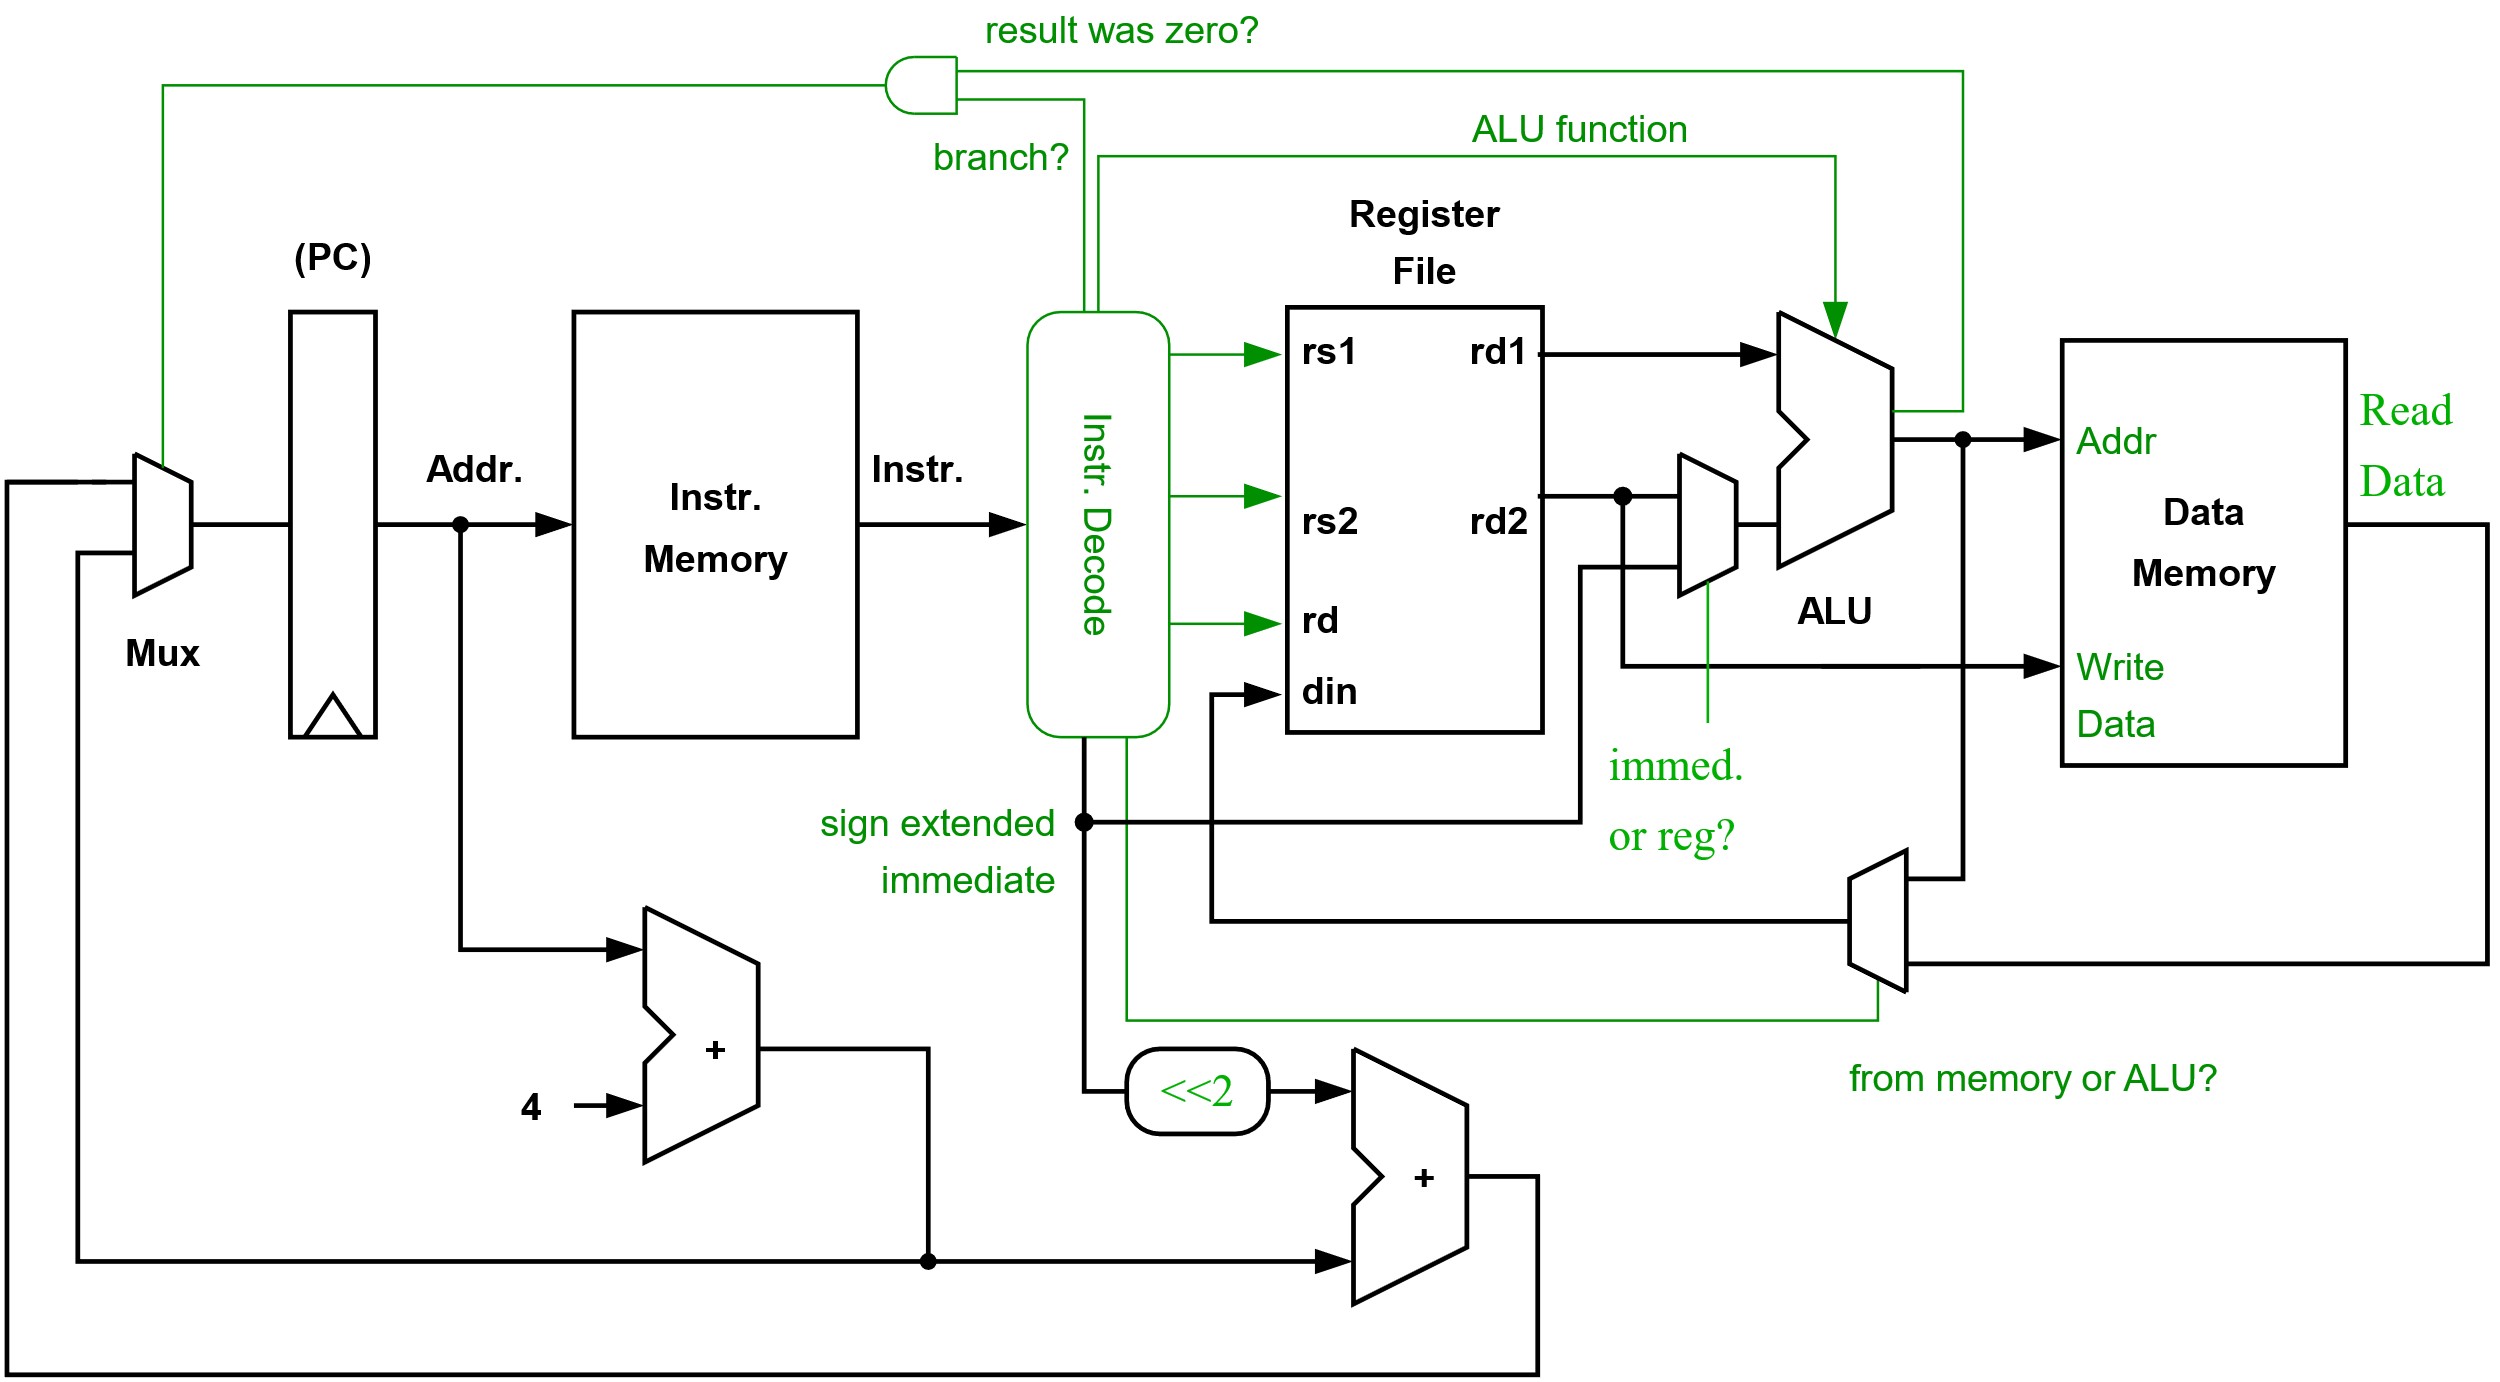 result was zero?
ALU function
branch?
Register
File
(PC)
rs1
rd1
Read
Data
Addr
Addr.
Instr.
Memory
Instr.
Instr. Decode
rs2
rd2
Data
Memory
Mux
rd
ALU
din
Write
Data
immed.
or reg?
sign extended
immediate
+
4
<<2
from memory or ALU?
+